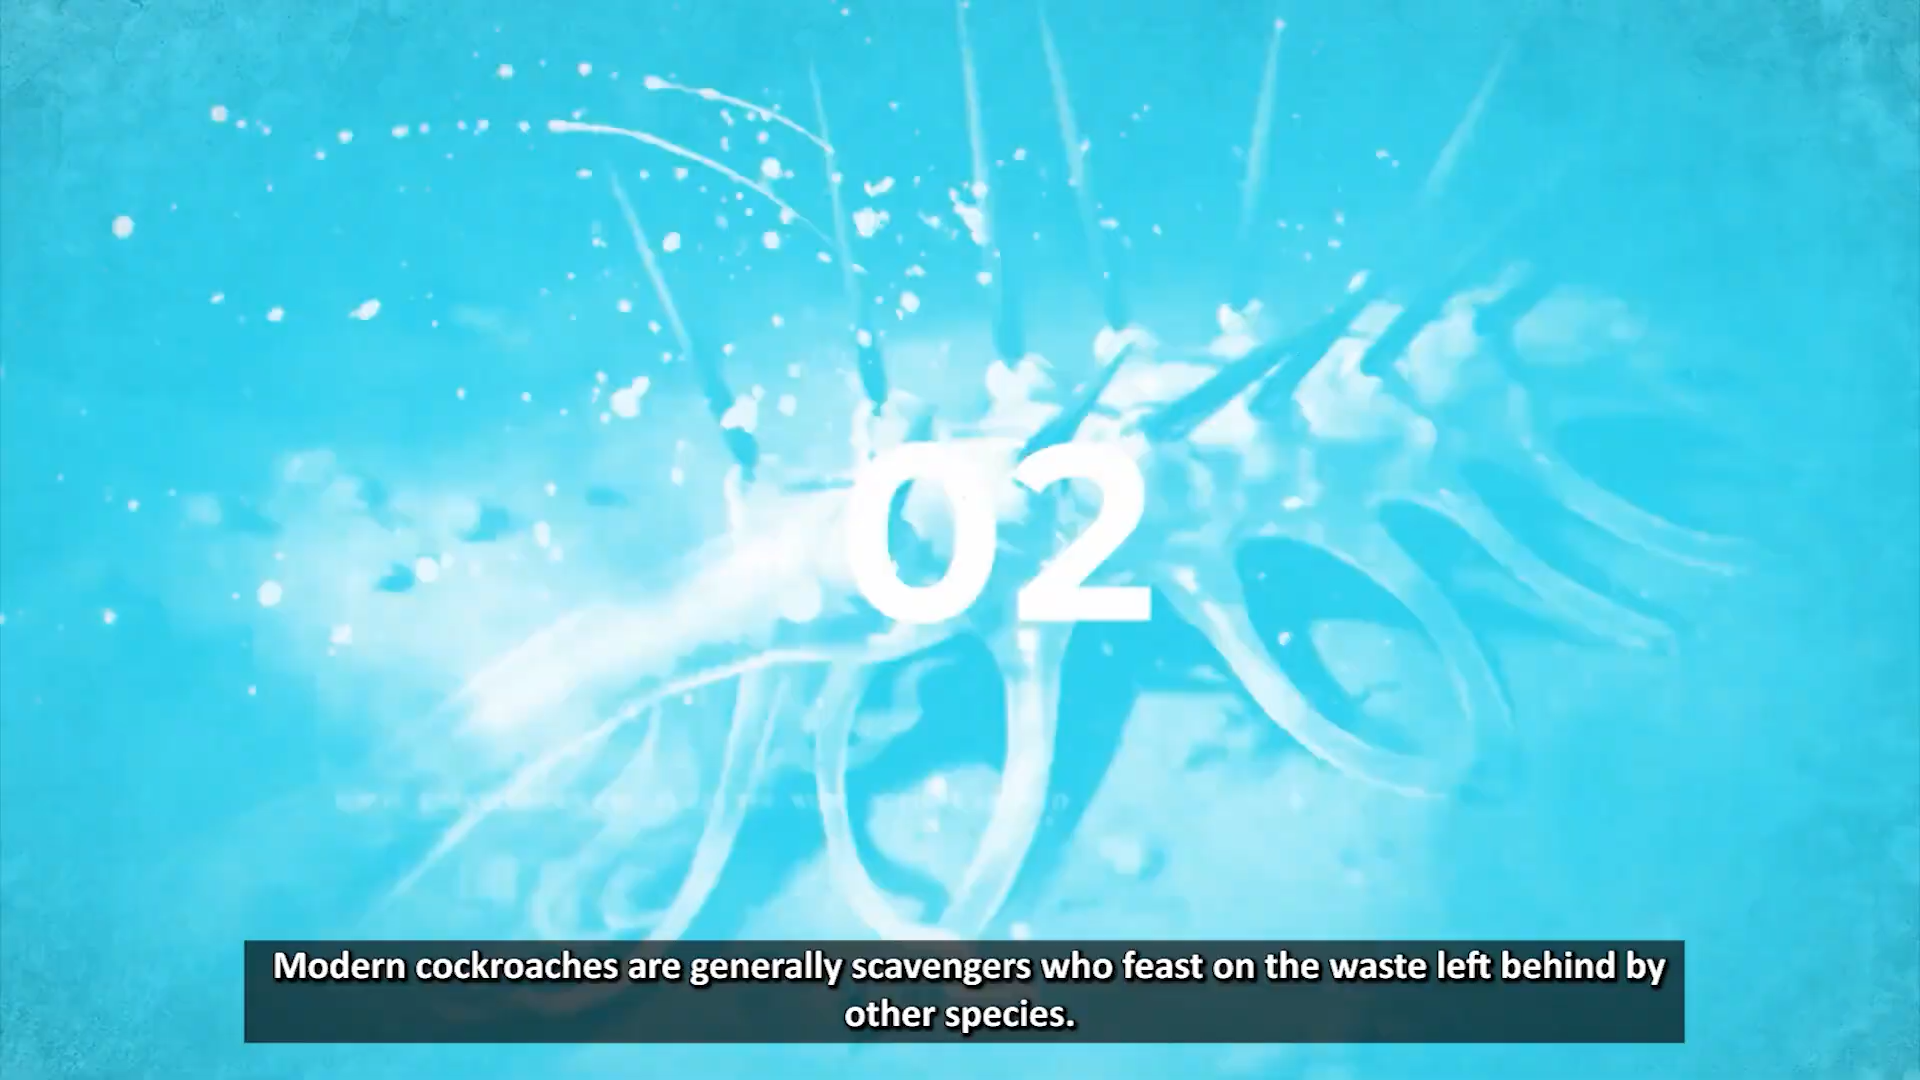 02
Modern cockroaches are generally scavengers who feast on the waste left behind by
other species.